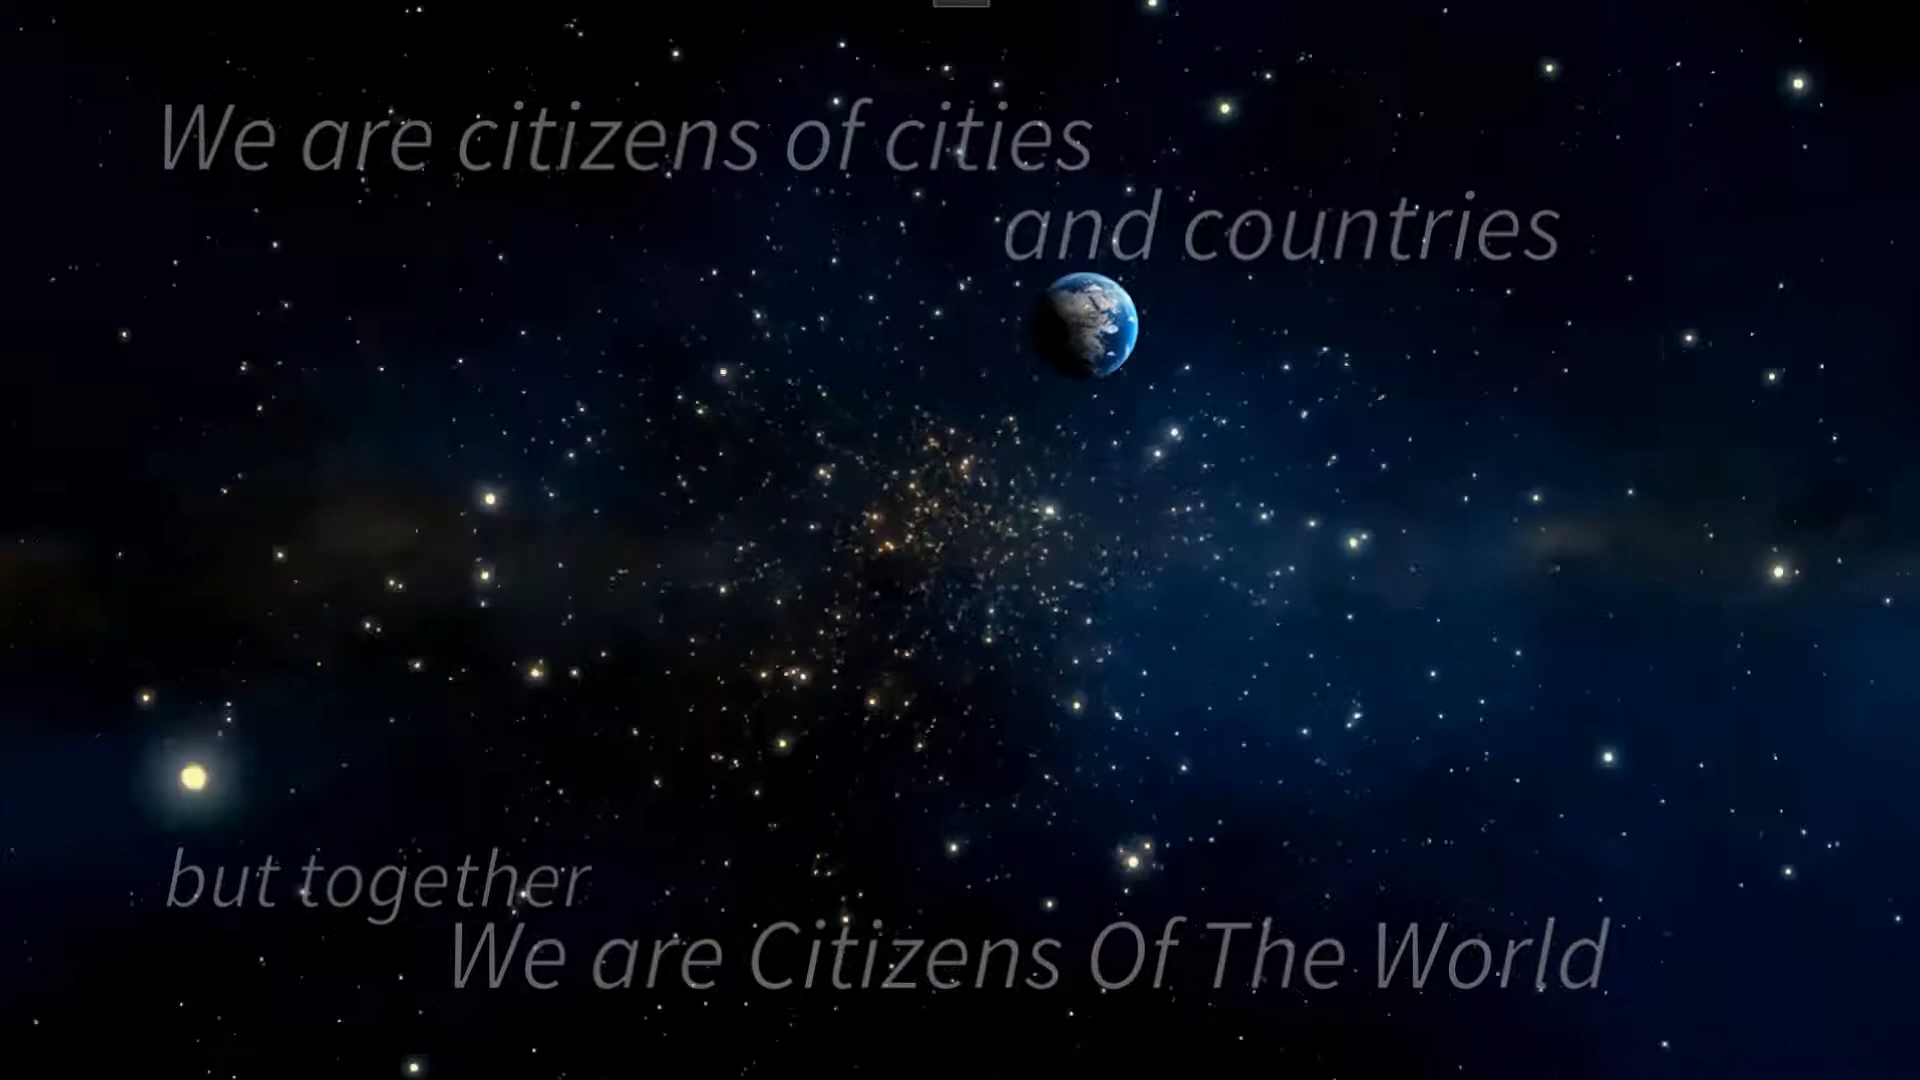 We are citizens of cities
and countries
but together
We are Citizens Of The World